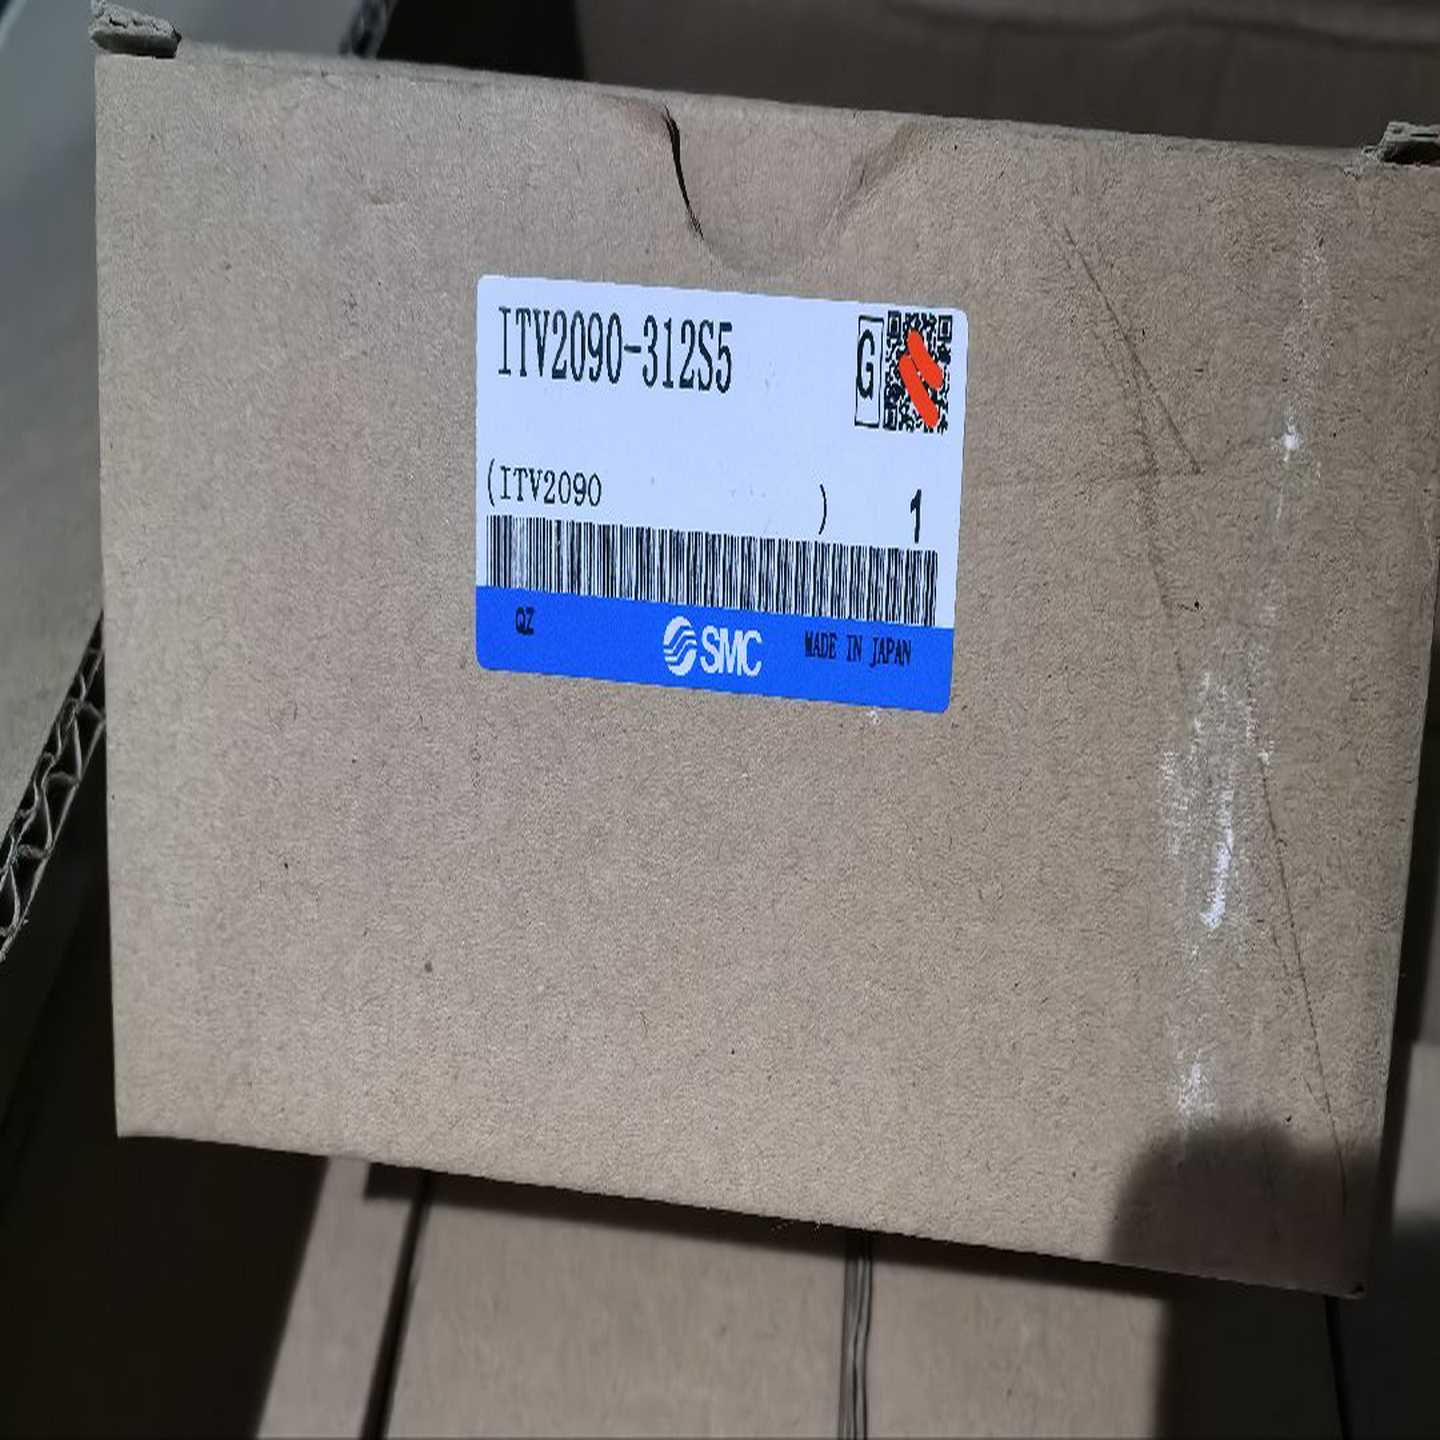 ITV2090-312S5
G
(ITV2090 )
1
QZ
SMC
MADE IN JAPAN